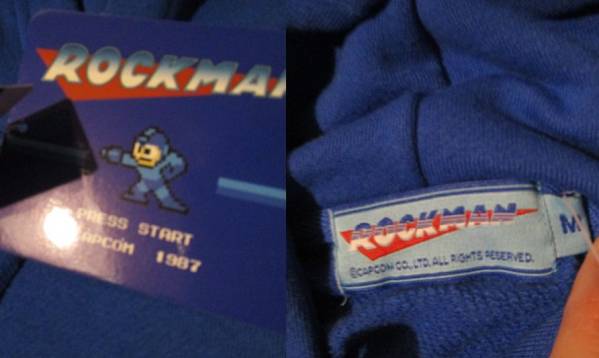 ROCKMAN
PRESS START
CAPCOM 1987
ROCKMAN
©CAPCOM CO., LTD. ALL RIGHTS RESERVED.
M